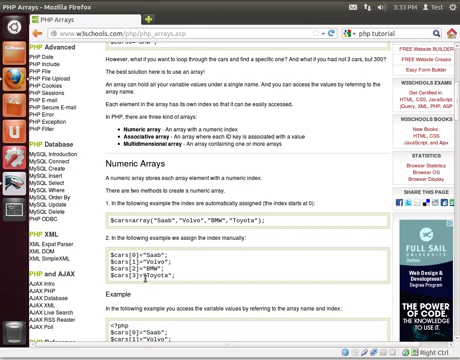 PHP Arrays - Mozilla Firefox
3:33 PM
Test
PHP Arrays
www.w3schools.com/php/php_arrays.asp
php tutorial
PHP Advanced
PHP Date
PHP Include
PHP File
PHP File Upload
PHP Cookies
PHP Sessions
PHP E-mail
PHP Secure E-mail
PHP Error
PHP Exception
PHP Filter
PHP Database
MySQL Introduction
MySQL Connect
MySQL Create
MySQL Insert
MySQL Select
MySQL Where
MySQL Order By
MySQL Update
MySQL Delete
PHP ODBC
PHP XML
XML Expat Parser
XML DOM
XML SimpleXML
PHP and AJAX
AJAX Intro
AJAX PHP
AJAX Database
AJAX XML
AJAX Live Search
AJAX RSS Reader
AJAX Poll
However, what if you want to loop through the cars and find a specific one? And what if you had not 3 cars, but 300?
The best solution here is to use an array!
An array can hold all your variable values under a single name. And you can access the values by referring to the
array name.
Each element in the array has its own index so that it can be easily accessed.
In PHP, there are three kind of arrays:
• Numeric array - An array with a numeric index
• Associative array - An array where each ID key is associated with a value
• Multidimensional array - An array containing one or more arrays
Numeric Arrays
A numeric array stores each array element with a numeric index.
There are two methods to create a numeric array.
1. In the following example the index are automatically assigned (the index starts at 0):
$cars=array("Saab","Volvo","BMW","Toyota");
2. In the following example we assign the index manually:
$cars[0]="Saab";
$cars[1]="Volvo";
$cars[2]="BMW";
$cars[3]="Toyota";
Example
In the following example you access the variable values by referring to the array name and index:
<?php
$cars[0]="Saab";
$cars[1]="Volvo";
FREE Website BUILDER
FREE Website Creator
Easy Form Builder
W3SCHOOLS EXAMS
Get Certified in:
HTML, CSS, JavaScript,
jQuery, XML, PHP, ASP
W3SCHOOLS BOOKS
New Books:
HTML, CSS
JavaScript, and Ajax
STATISTICS
Browser Statistics
Browser OS
Browser Display
SHARE THIS PAGE
FULL SAIL
UNIVERSITY
Web Design &
Development
Degree Program
THE
POWER
OF CODE
Right Ctrl